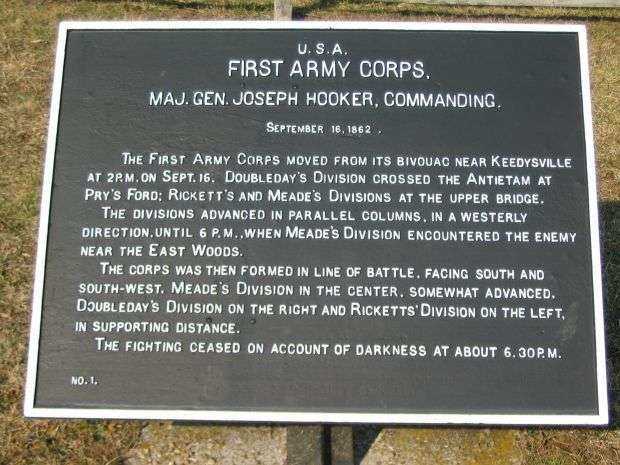 U.S.A.
FIRST ARMY CORPS,
MAJ. GEN. JOSEPH HOOKER, COMMANDING.
SEPTEMBER 16, 1862.
THE FIRST ARMY CORPS MOVED FROM ITS BIVOUAC NEAR KEEDYSVILLE
AT 2 P.M. ON SEPT. 16. DOUBLEDAY'S DIVISION CROSSED THE ANTIETAM AT
PRY'S FORD; RICKETT'S AND MEADE'S DIVISIONS AT THE UPPER BRIDGE.
THE DIVISIONS ADVANCED IN PARALLEL COLUMNS, IN A WESTERLY
DIRECTION, UNTIL 6 P.M., WHEN MEADE'S DIVISION ENCOUNTERED THE ENEMY
NEAR THE EAST WOODS.
THE CORPS WAS THEN FORMED IN LINE OF BATTLE, FACING SOUTH AND
SOUTH-WEST. MEADE'S DIVISION IN THE CENTER, SOMEWHAT ADVANCED.
DOUBLEDAY'S DIVISION ON THE RIGHT AND RICKETTS' DIVISION ON THE LEFT,
IN SUPPORTING DISTANCE.
THE FIGHTING CEASED ON ACCOUNT OF DARKNESS AT ABOUT 6.30 P.M.
NO. 1.